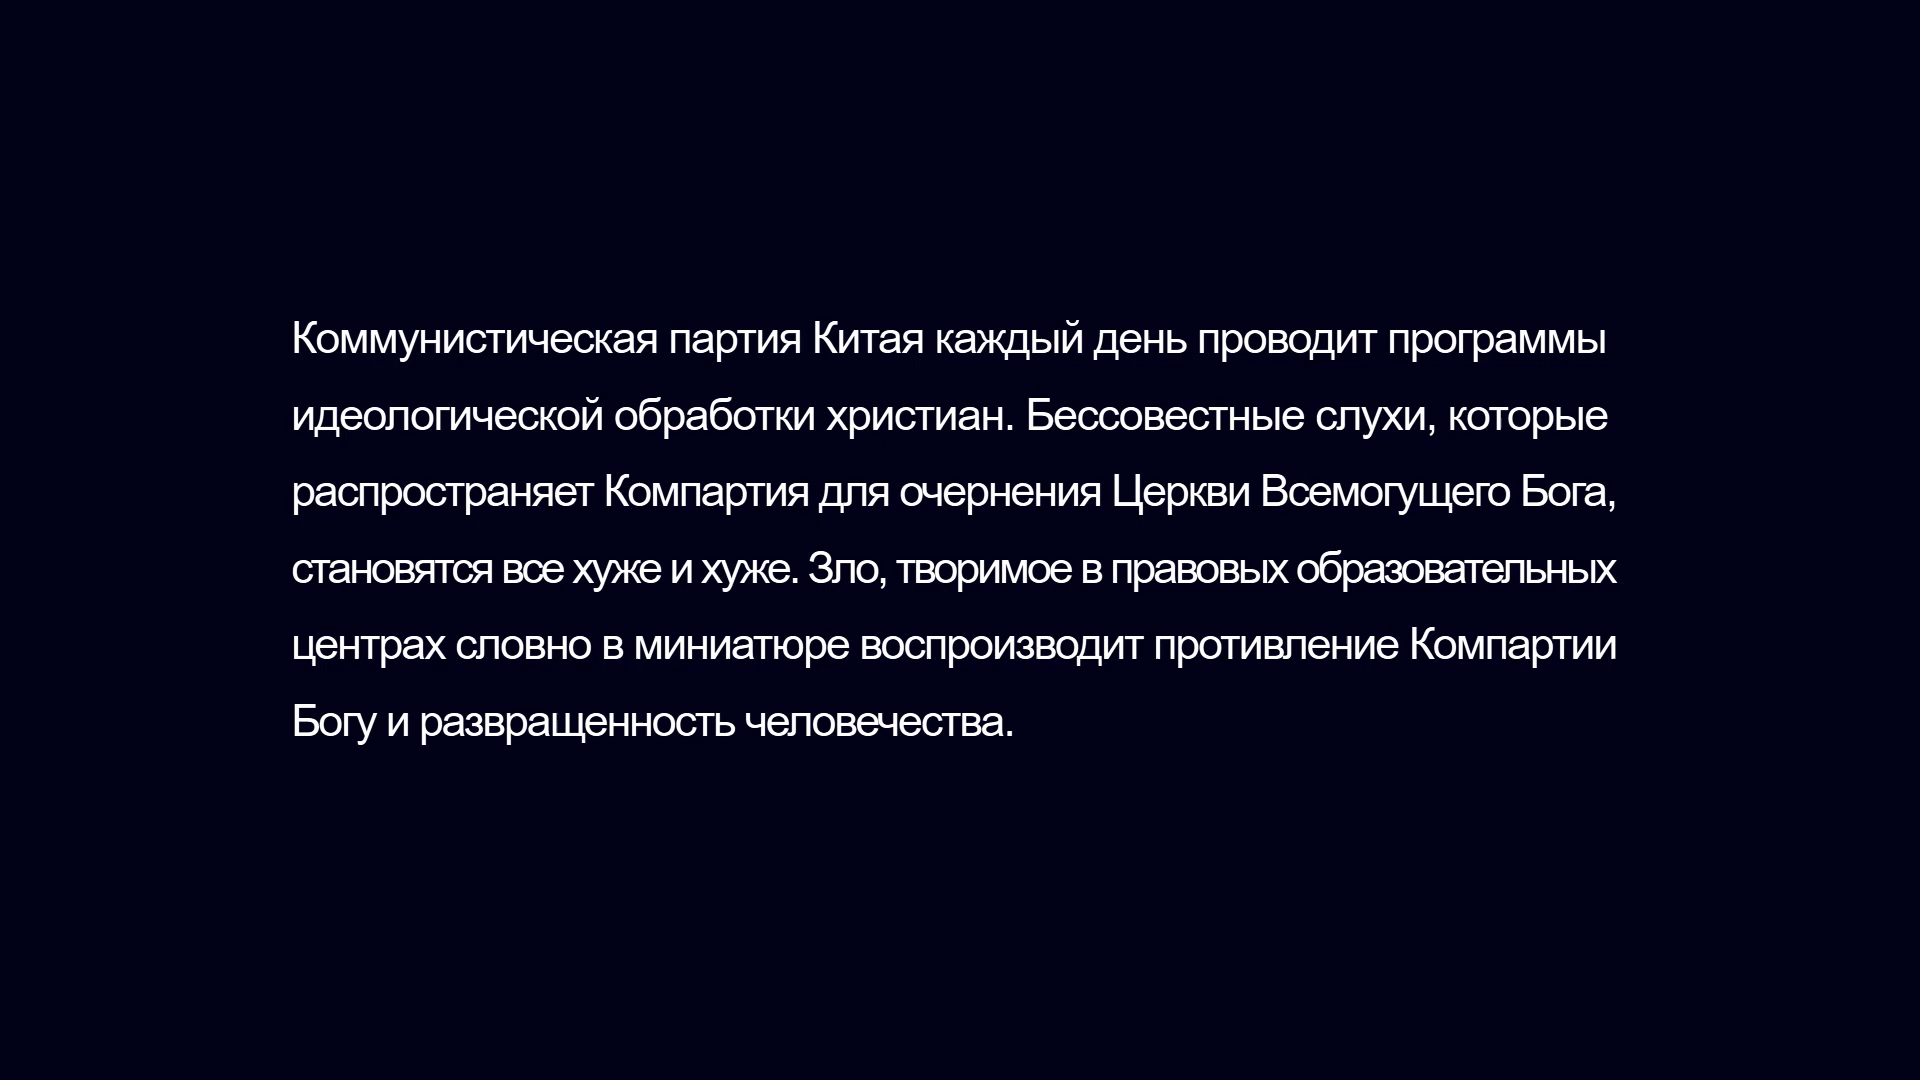 Коммунистическая партия Китая каждый день проводит программы
идеологической обработки христиан. Бессовестные слухи, которые
распространяет Компартия для очернения Церкви Всемогущего Бога,
становятся все хуже и хуже. Зло, творимое в правовых образовательных
центрах словно в миниатюре воспроизводит противление Компартии
Богу и развращенность человечества.